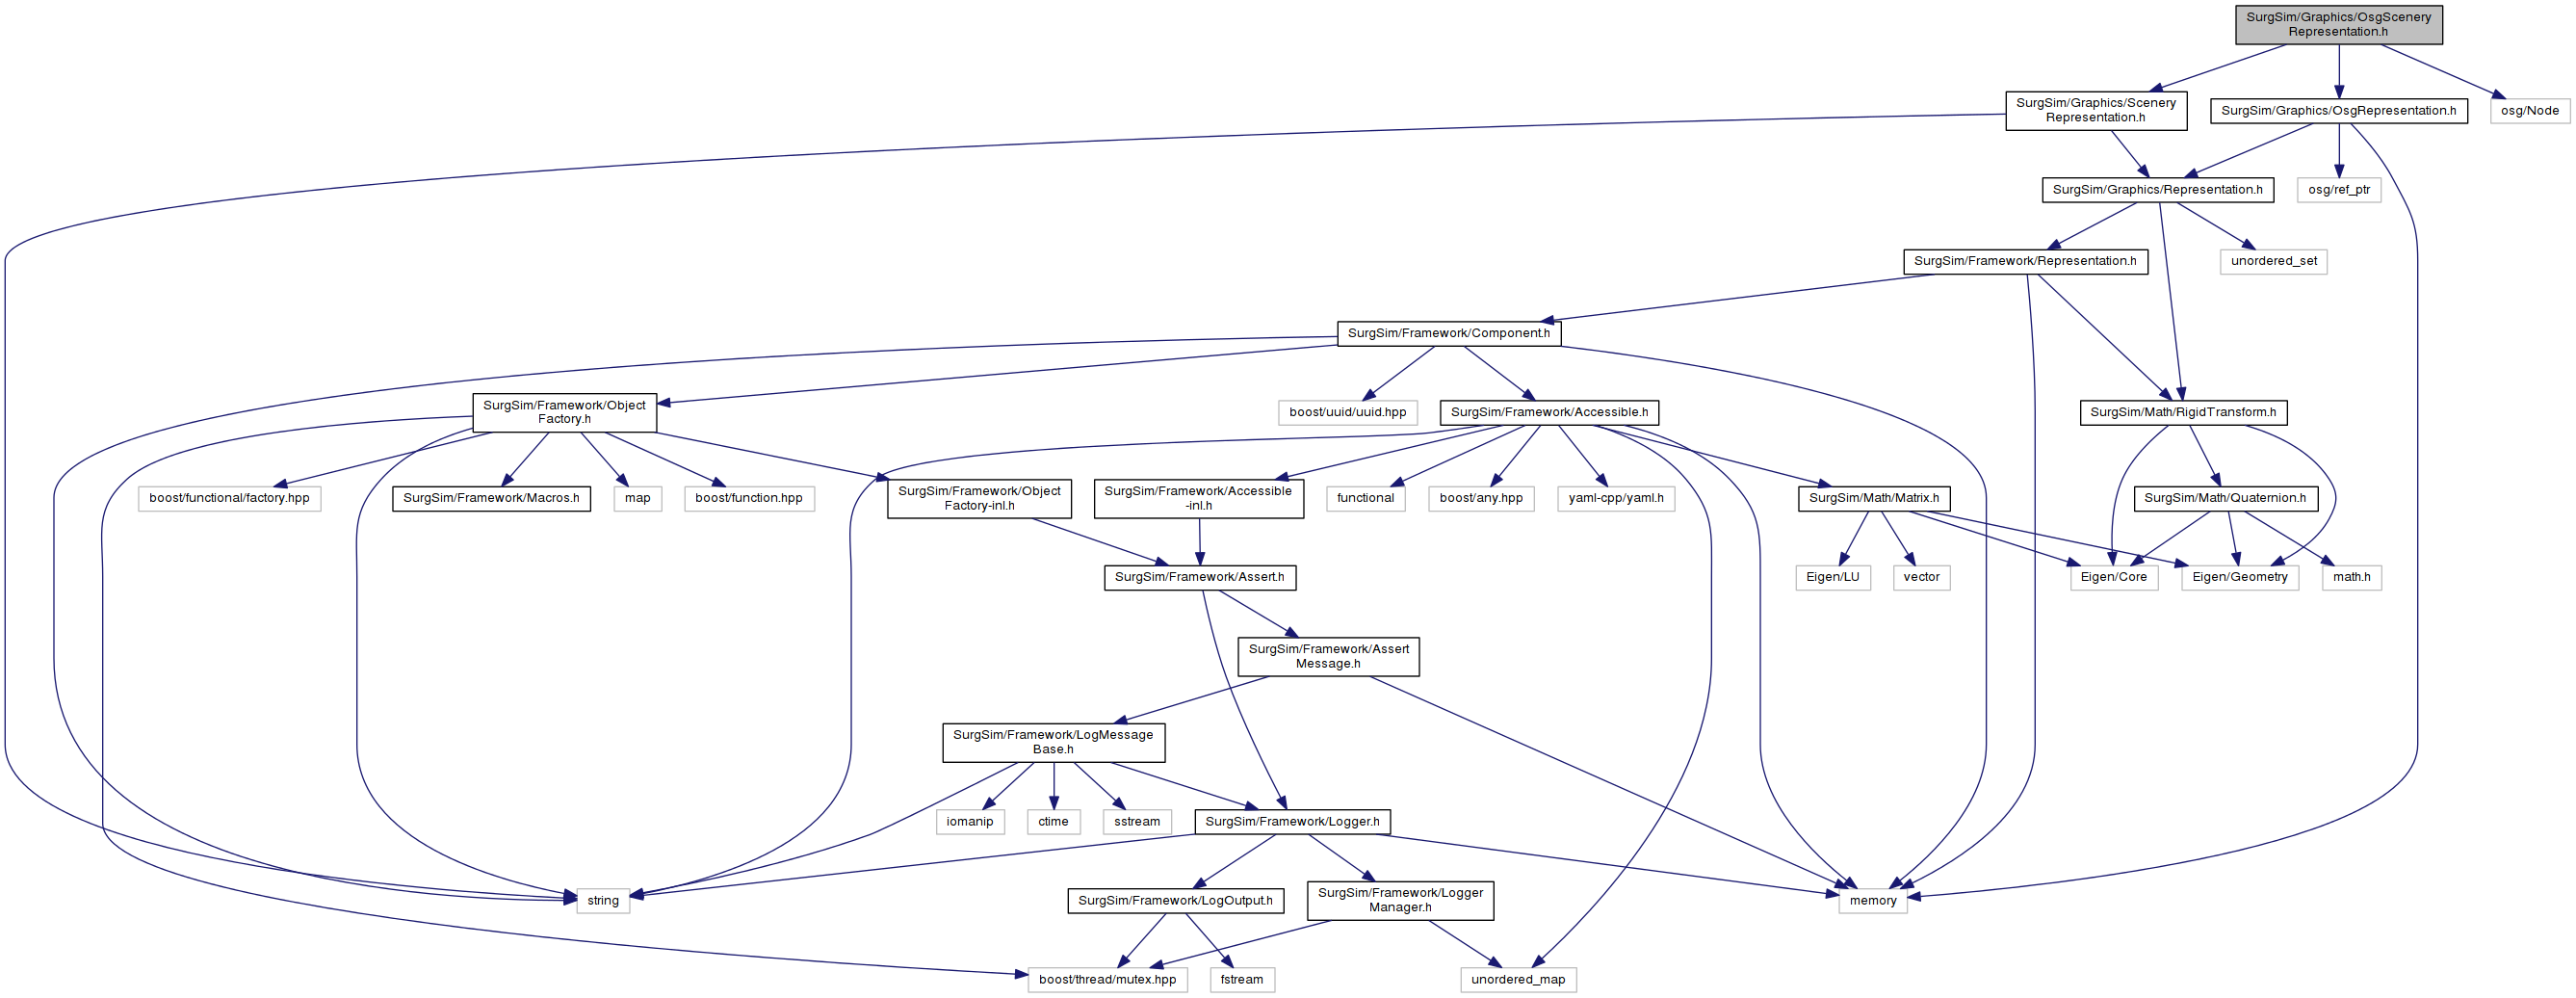 SurgSim/Graphics/OsgScenery
Representation.h
SurgSim/Graphics/Scenery
Representation.h
SurgSim/Graphics/OsgRepresentation.h
osg/Node
SurgSim/Graphics/Representation.h
osg/ref_ptr
SurgSim/Framework/Representation.h
unordered_set
SurgSim/Framework/Component.h
SurgSim/Framework/Object
Factory.h
boost/uuid/uuid.hpp
SurgSim/Framework/Accessible.h
SurgSim/Math/RigidTransform.h
boost/functional/factory.hpp
SurgSim/Framework/Macros.h
map
boost/function.hpp
SurgSim/Framework/Object
Factory-inl.h
SurgSim/Framework/Accessible
-inl.h
functional
boost/any.hpp
yaml-cpp/yaml.h
SurgSim/Math/Matrix.h
SurgSim/Math/Quaternion.h
SurgSim/Framework/Assert.h
Eigen/LU
vector
Eigen/Core
Eigen/Geometry
math.h
SurgSim/Framework/Assert
Message.h
SurgSim/Framework/LogMessage
Base.h
iomanip
ctime
sstream
SurgSim/Framework/Logger.h
string
SurgSim/Framework/LogOutput.h
SurgSim/Framework/Logger
Manager.h
memory
boost/thread/mutex.hpp
fstream
unordered_map